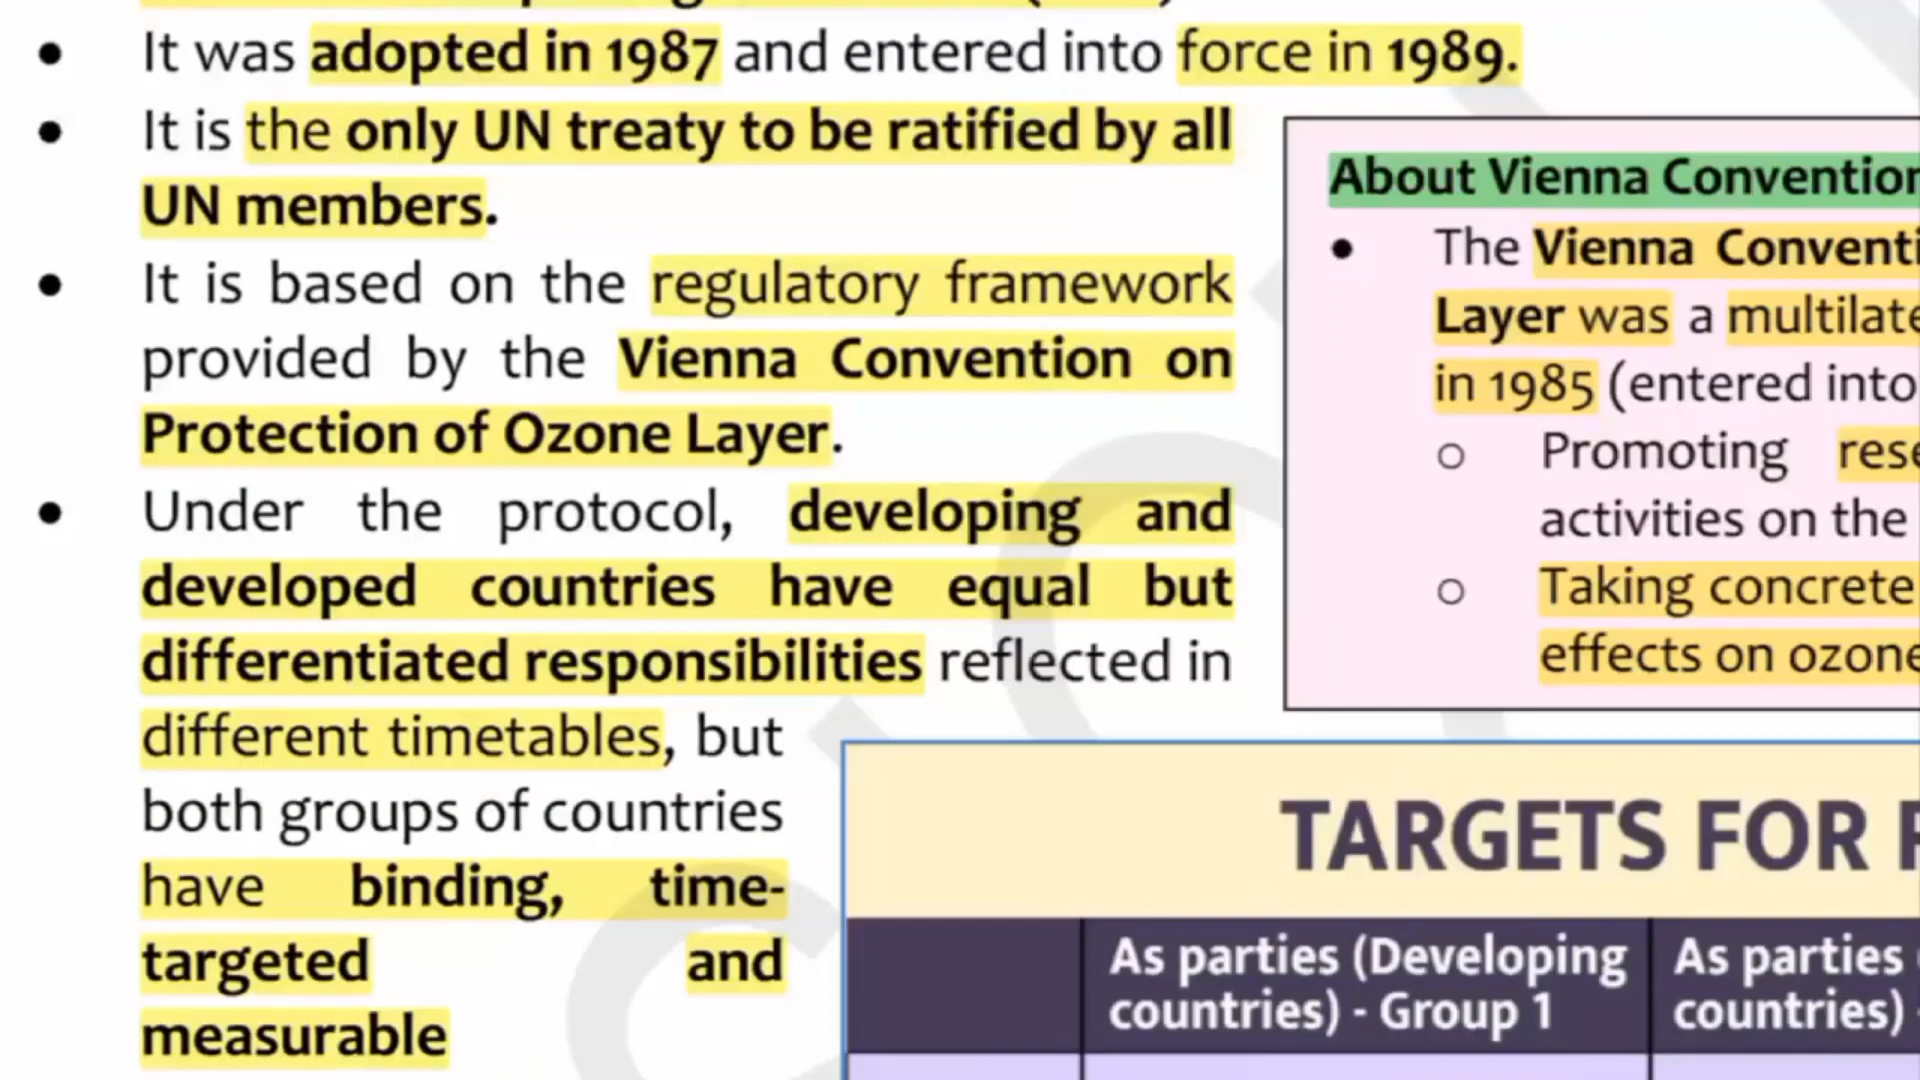 It was adopted in 1987 and entered into force in 1989.
It is the only UN treaty to be ratified by all
UN members.
It is based on the regulatory framework
provided by the Vienna Convention on
Protection of Ozone Layer.
Under the protocol, developing and
developed countries have equal but
differentiated responsibilities reflected in
different timetables, but
both groups of countries
have binding, time-
targeted and
measurable
About Vienna Convention
The Vienna Conventi
Layer was a multilate
in 1985 (entered into
Promoting rese
activities on the
Taking concrete
effects on ozone
TARGETS FOR
As parties (Developing
countries) - Group 1
As parties
countries) -